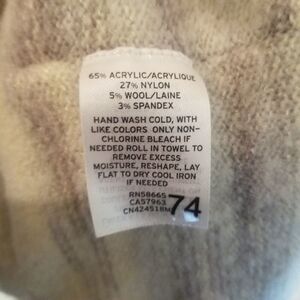 65% ACRYLIC/ACRYLIQUE
27% NYLON
5% WOOL/LAINE
3% SPANDEX
HAND WASH COLD, WITH
LIKE COLORS ONLY NON-
CHLORINE BLEACH IF
NEEDED ROLL IN TOWEL TO
REMOVE EXCESS
MOISTURE, RESHAPE, LAY
FLAT TO DRY COOL IRON
IF NEEDED
RN58665
CA57963
CN424518M
74